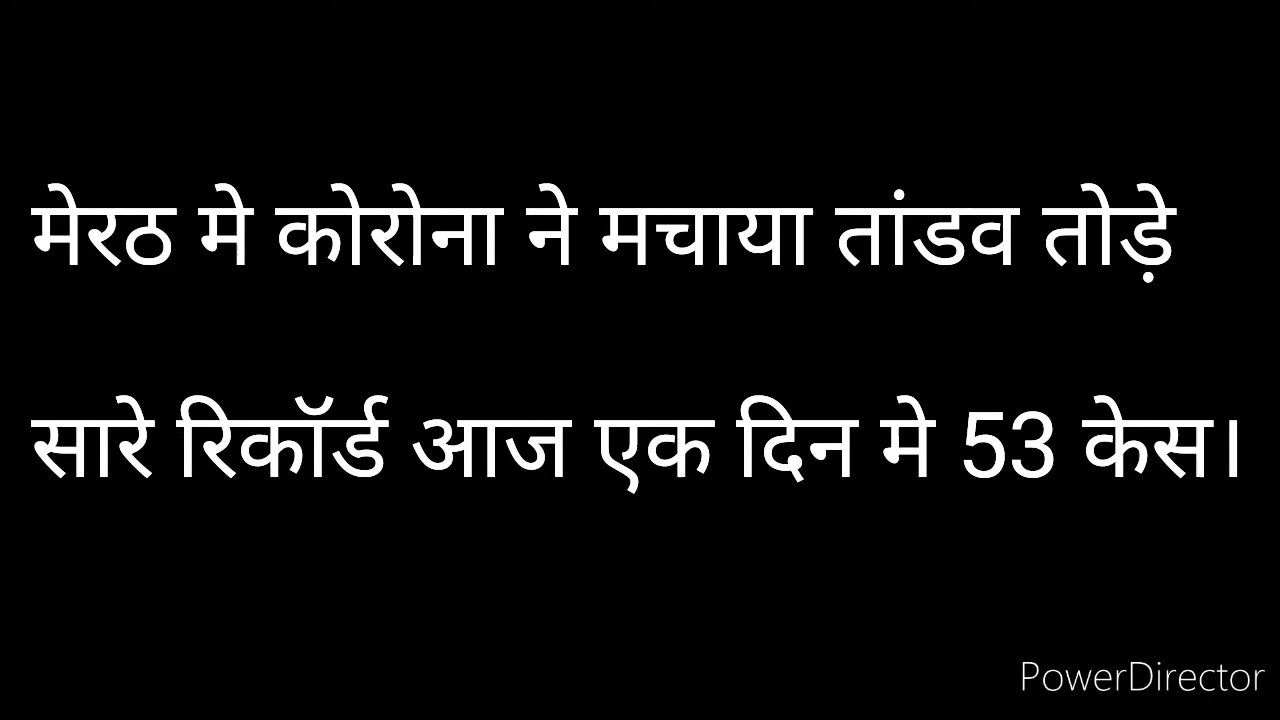 मेरठ मे कोरोना ने मचाया तांडव तोड़े
सारे रिकॉर्ड आज एक दिन मे 53 केस।
PowerDirector